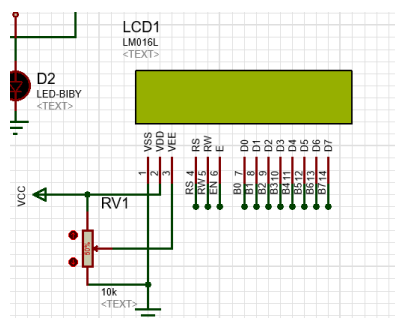 LCD1
LM016L
<TEXT>
D2
LED-BIBY
<TEXT>
VSS
VDD
VEE
RS
RW
E
D0
D1
D2
D3
D4
D5
D6
D7
1
2
3
4
5
6
7
8
9
10
11
12
13
14
RS
RW
EN
B0
B1
B2
B3
B4
B5
B6
B7
VCC
RV1
50%
10k
<TEXT>